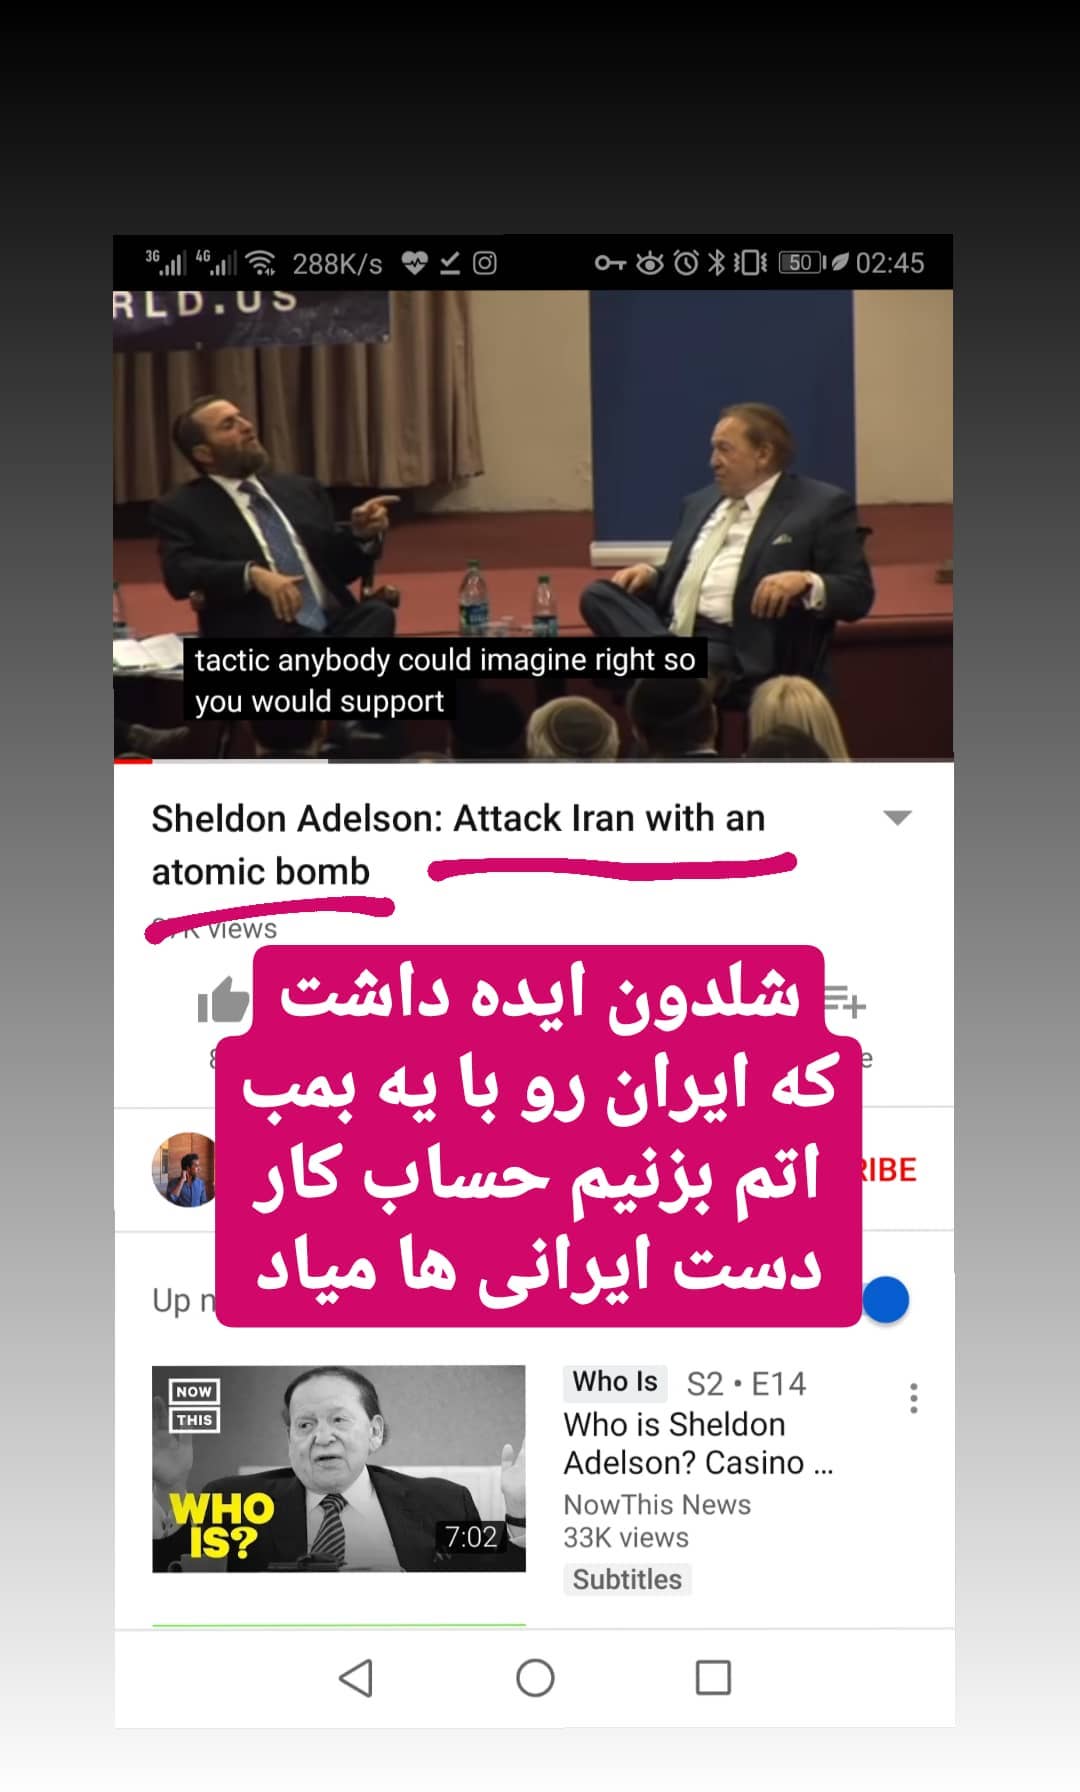 3G 4G 288K/s 50 02:45
RLD.US
tactic anybody could imagine right so
you would support
Sheldon Adelson: Attack Iran with an
atomic bomb
views
شلدون ایده داشت
که ایران رو با یه بمب
اتم بزنیم حساب کار
دست ایرانی ها میاد
RIBE
Up n
NOW
THIS
WHO
IS?
7:02
Who Is S2 • E14
Who is Sheldon
Adelson? Casino ...
NowThis News
33K views
Subtitles